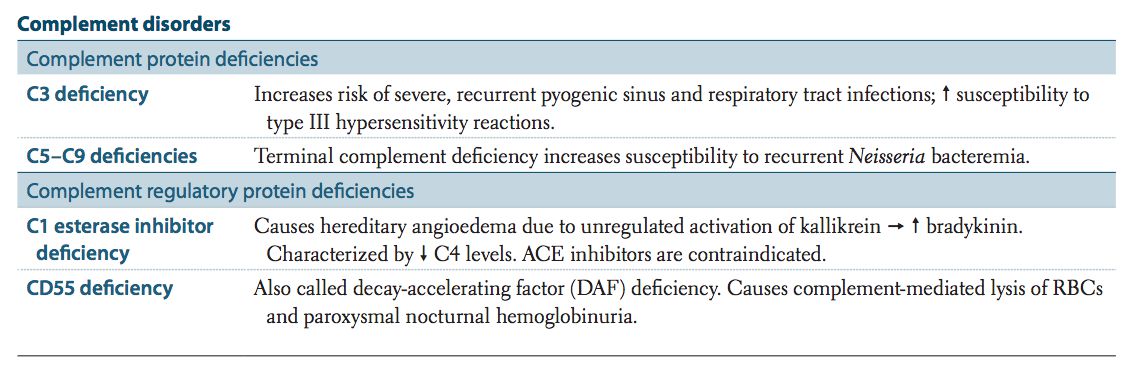 Complement disorders
Complement protein deficiencies
C3 deficiency Increases risk of severe, recurrent pyogenic sinus and respiratory tract infections; ↑ susceptibility to
type III hypersensitivity reactions.
C5–C9 deficiencies Terminal complement deficiency increases susceptibility to recurrent Neisseria bacteremia.
Complement regulatory protein deficiencies
C1 esterase inhibitor Causes hereditary angioedema due to unregulated activation of kallikrein → ↑ bradykinin.
deficiency Characterized by ↓ C4 levels. ACE inhibitors are contraindicated.
CD55 deficiency Also called decay-accelerating factor (DAF) deficiency. Causes complement-mediated lysis of RBCs
and paroxysmal nocturnal hemoglobinuria.